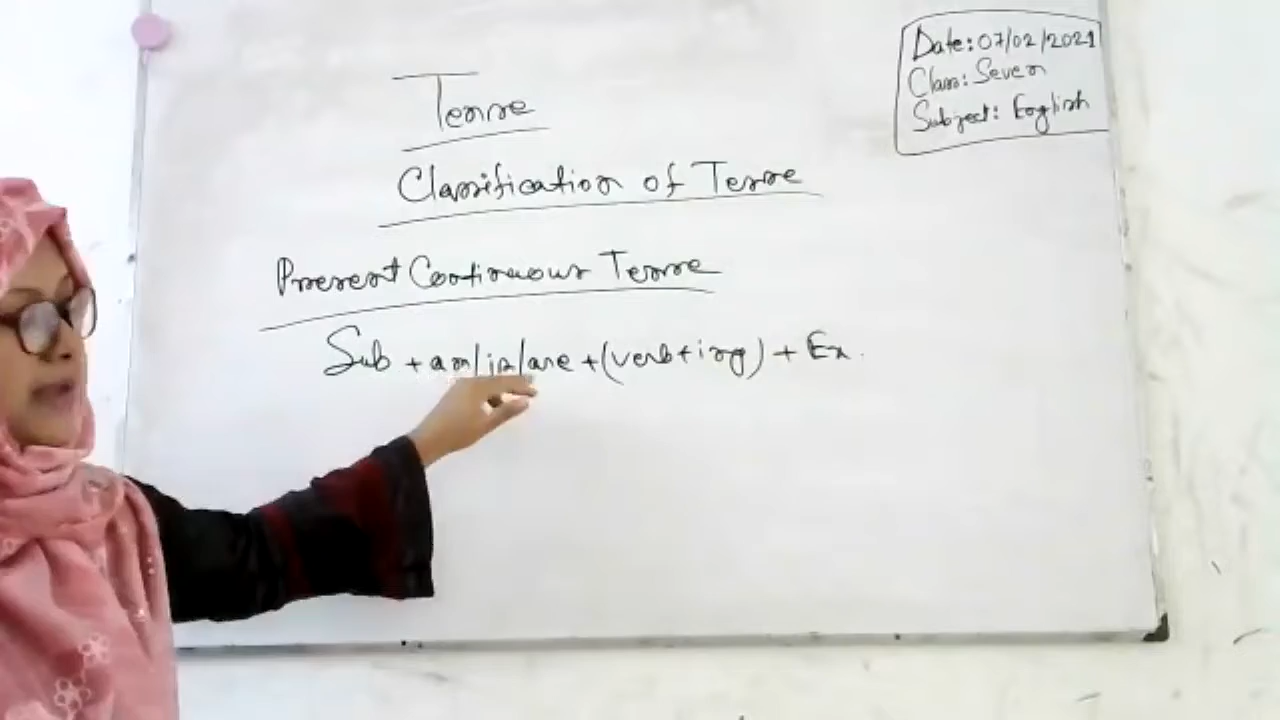 Tense
Classification of Tense
Present Continuous Tense
Sub + am/is/are + (verb + ing) + Ex.
Date: 07/02/2021
Class: Seven
Subject: English